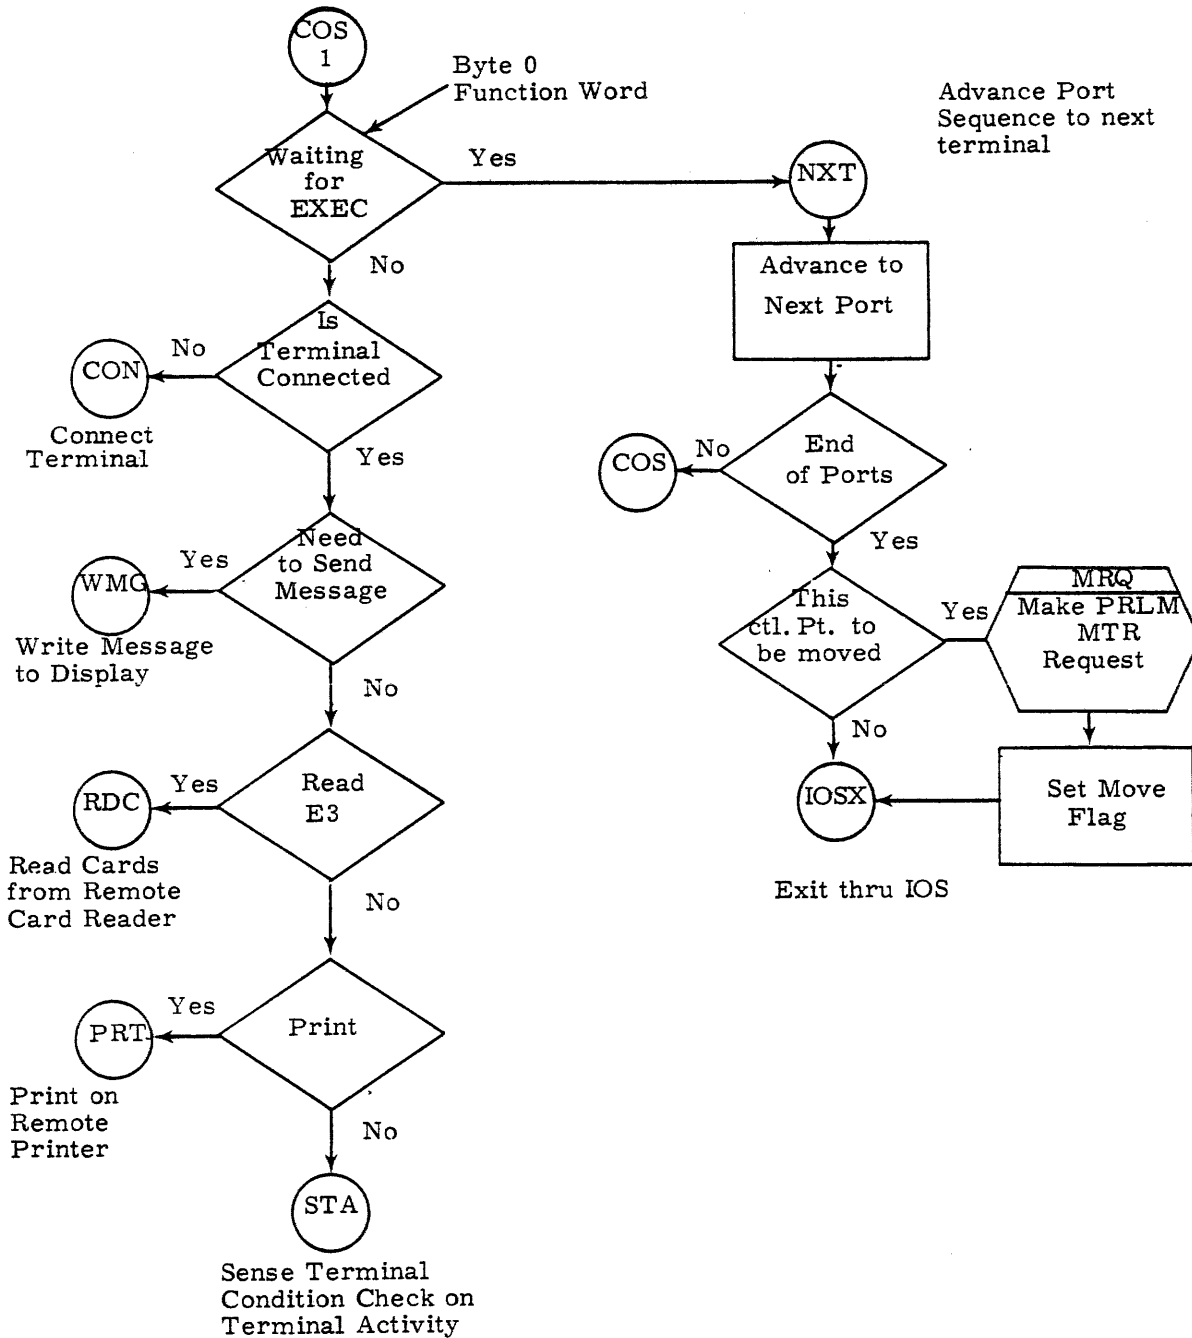 COS
1
Byte 0
Function Word
Advance Port
Sequence to next
terminal
Waiting
for
EXEC
Yes
NXT
No
Advance to
Next Port
Is
Terminal
Connected
No
CON
Connect
Terminal
Yes
End
of Ports
No
COS
Yes
Need
to Send
Message
Yes
WMG
Write Message
to Display
No
This
ctl. Pt. to
be moved
Yes
MRQ
Make PRLM
MTR
Request
No
IOSX
Set Move
Flag
Exit thru IOS
Read
E3
Yes
RDC
Read Cards
from Remote
Card Reader
No
Print
Yes
PRT
Print on
Remote
Printer
No
STA
Sense Terminal
Condition Check on
Terminal Activity